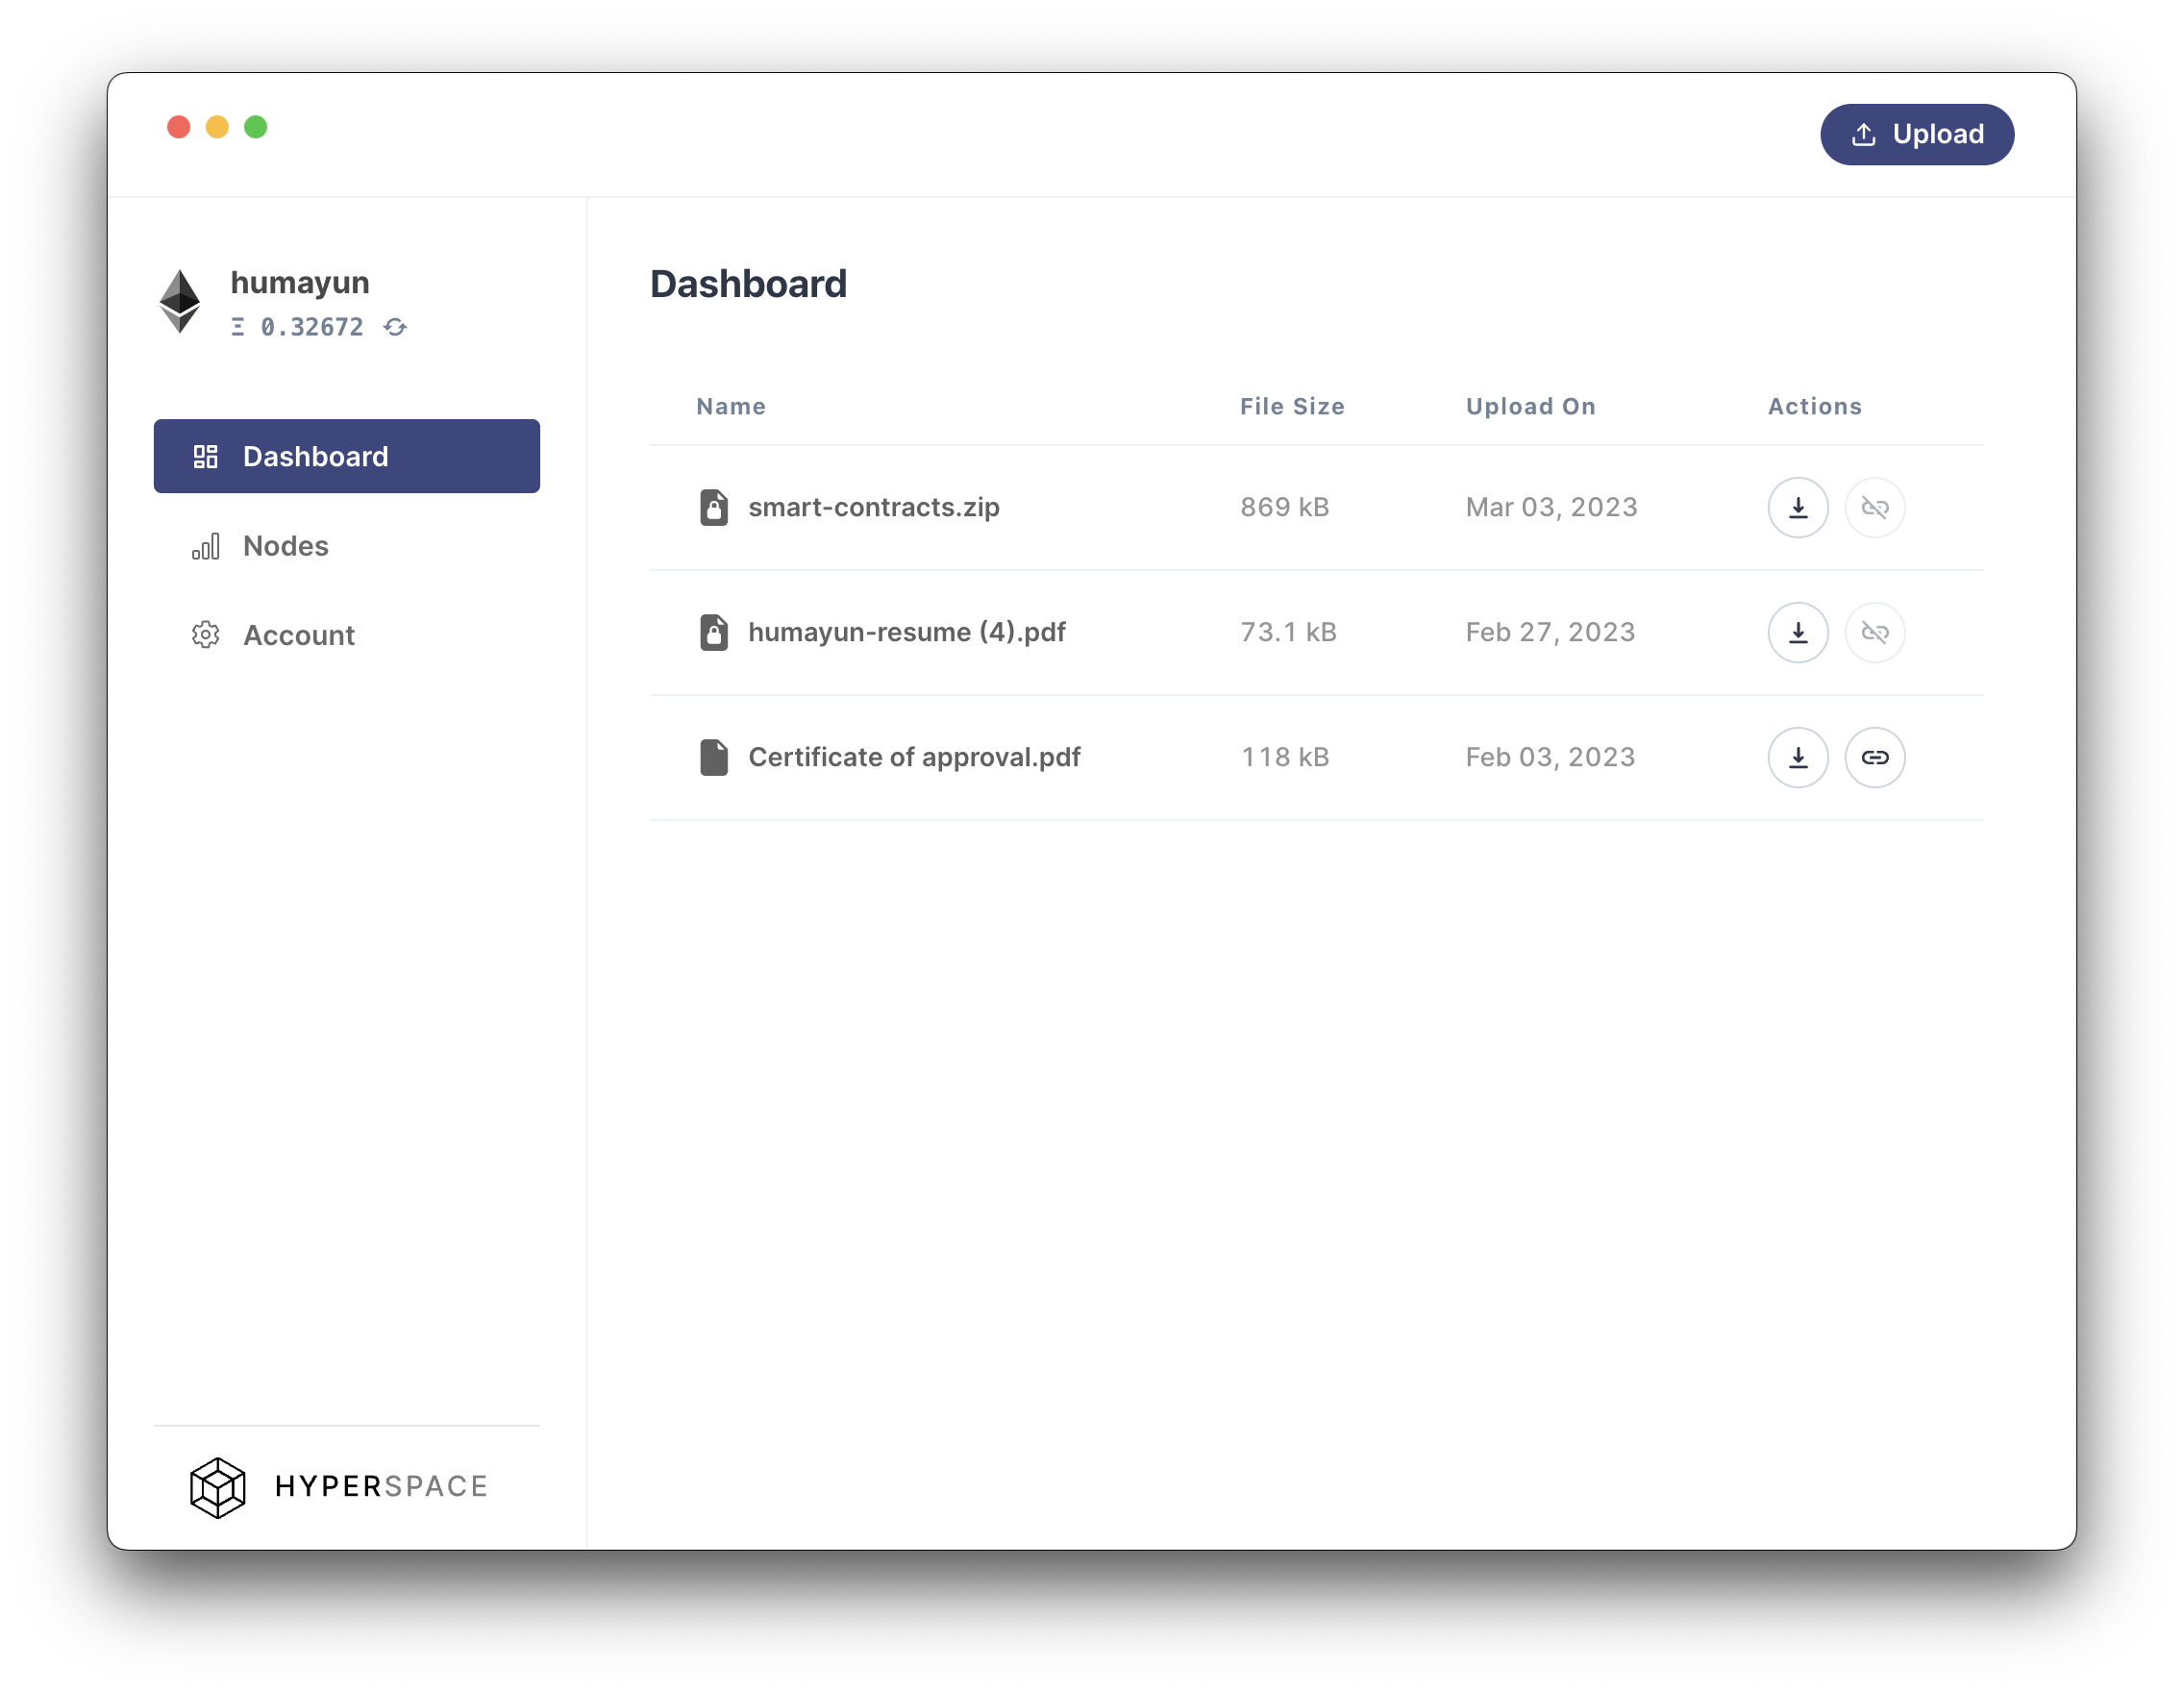 Upload
humayun
Ξ 0.32672
Dashboard
Nodes
Account
HYPERSPACE
Dashboard
Name File Size Upload On Actions
smart-contracts.zip 869 kB Mar 03, 2023
humayun-resume (4).pdf 73.1 kB Feb 27, 2023
Certificate of approval.pdf 118 kB Feb 03, 2023